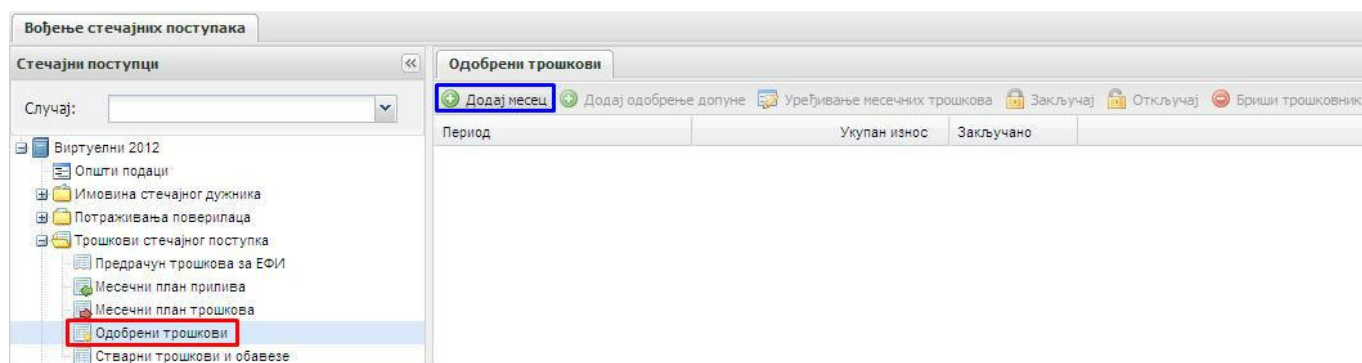 Вођење стечајних поступака
Стечајни поступци
Случај:
Виртуелни 2012
Општи подаци
Имовина стечајног дужника
Потраживања поверилаца
Трошкови стечајног поступка
Предрачун трошкова за ЕФИ
Месечни план прилива
Месечни план трошкова
Одобрени трошкови
Стварни трошкови и обавезе
Одобрени трошкови
Додај месец Додај одобрење допуне Уређивање месечних трошкова Закључај Откључај Бриши трошковник
Период Укупан износ Закључано